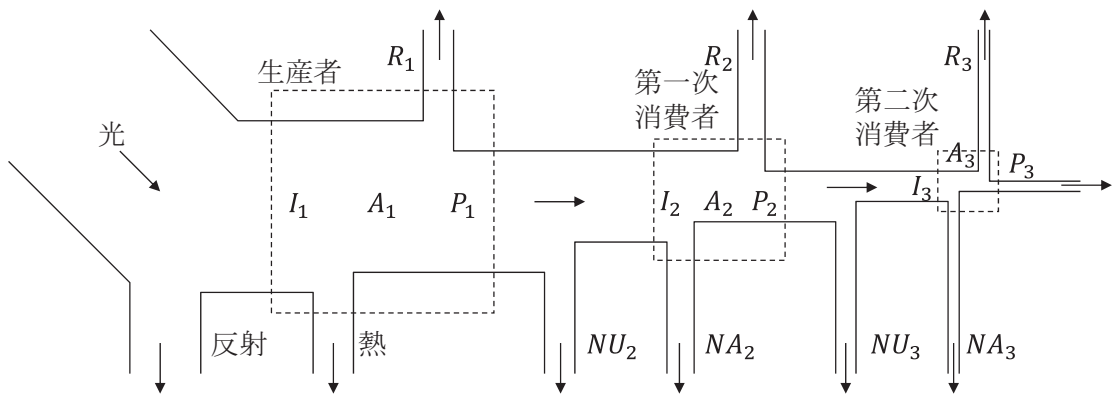 R₁
R₂
R₃
生産者
第一次
消費者
第二次
消費者
光
A₃
P₃
I₁
A₁
P₁
I₂
A₂
P₂
I₃
反射
熱
NU₂
NA₂
NU₃
NA₃